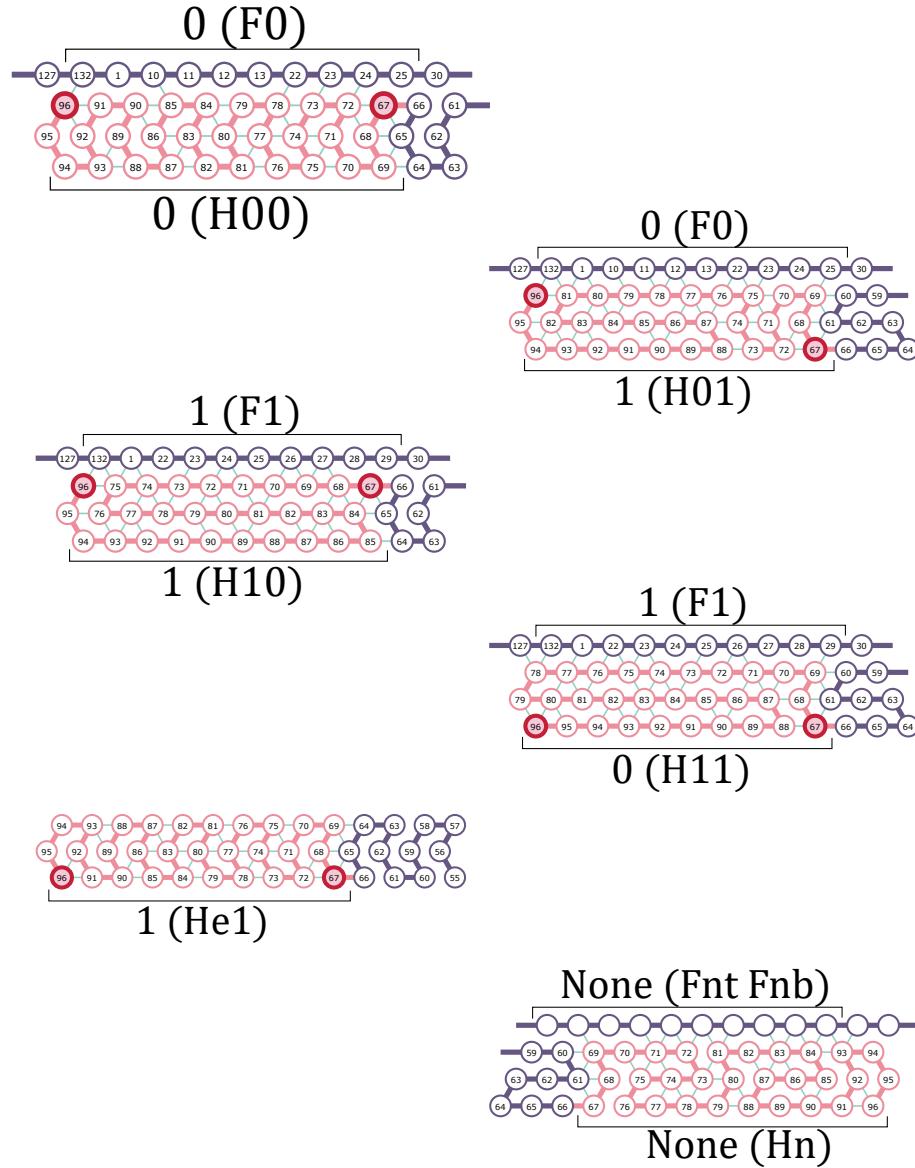 0 (F0)
127 132 1 10 11 12 13 22 23 24 25 30
96 91 90 85 84 79 78 73 72 67 66 61
95 92 89 86 83 80 77 74 71 68 65 62
94 93 88 87 82 81 76 75 70 69 64 63
0 (H00)
0 (F0)
127 132 1 10 11 12 13 22 23 24 25 30
96 81 80 79 78 77 76 75 70 69 60 59
95 82 83 84 85 86 87 74 71 68 61 62 63
94 93 92 91 90 89 88 73 72 67 66 65 64
1 (H01)
1 (F1)
127 132 1 22 23 24 25 26 27 28 29 30
96 75 74 73 72 71 70 69 68 67 66 61
95 76 77 78 79 80 81 82 83 84 65 62
94 93 92 91 90 89 88 87 86 85 64 63
1 (H10)
1 (F1)
127 132 1 22 23 24 25 26 27 28 29 30
78 77 76 75 74 73 72 71 70 69 60 59
79 80 81 82 83 84 85 86 87 68 61 62 63
96 95 94 93 92 91 90 89 88 67 66 65 64
0 (H11)
94 93 88 87 82 81 76 75 70 69 64 63 58 57
95 92 89 86 83 80 77 74 71 68 65 62 59 56
96 91 90 85 84 79 78 73 72 67 66 61 60 55
1 (He1)
None (Fnt Fnb)
59 60 69 70 71 72 81 82 83 84 93 94
63 62 61 68 75 74 73 80 87 86 85 92 95
64 65 66 67 76 77 78 79 88 89 90 91 96
None (Hn)